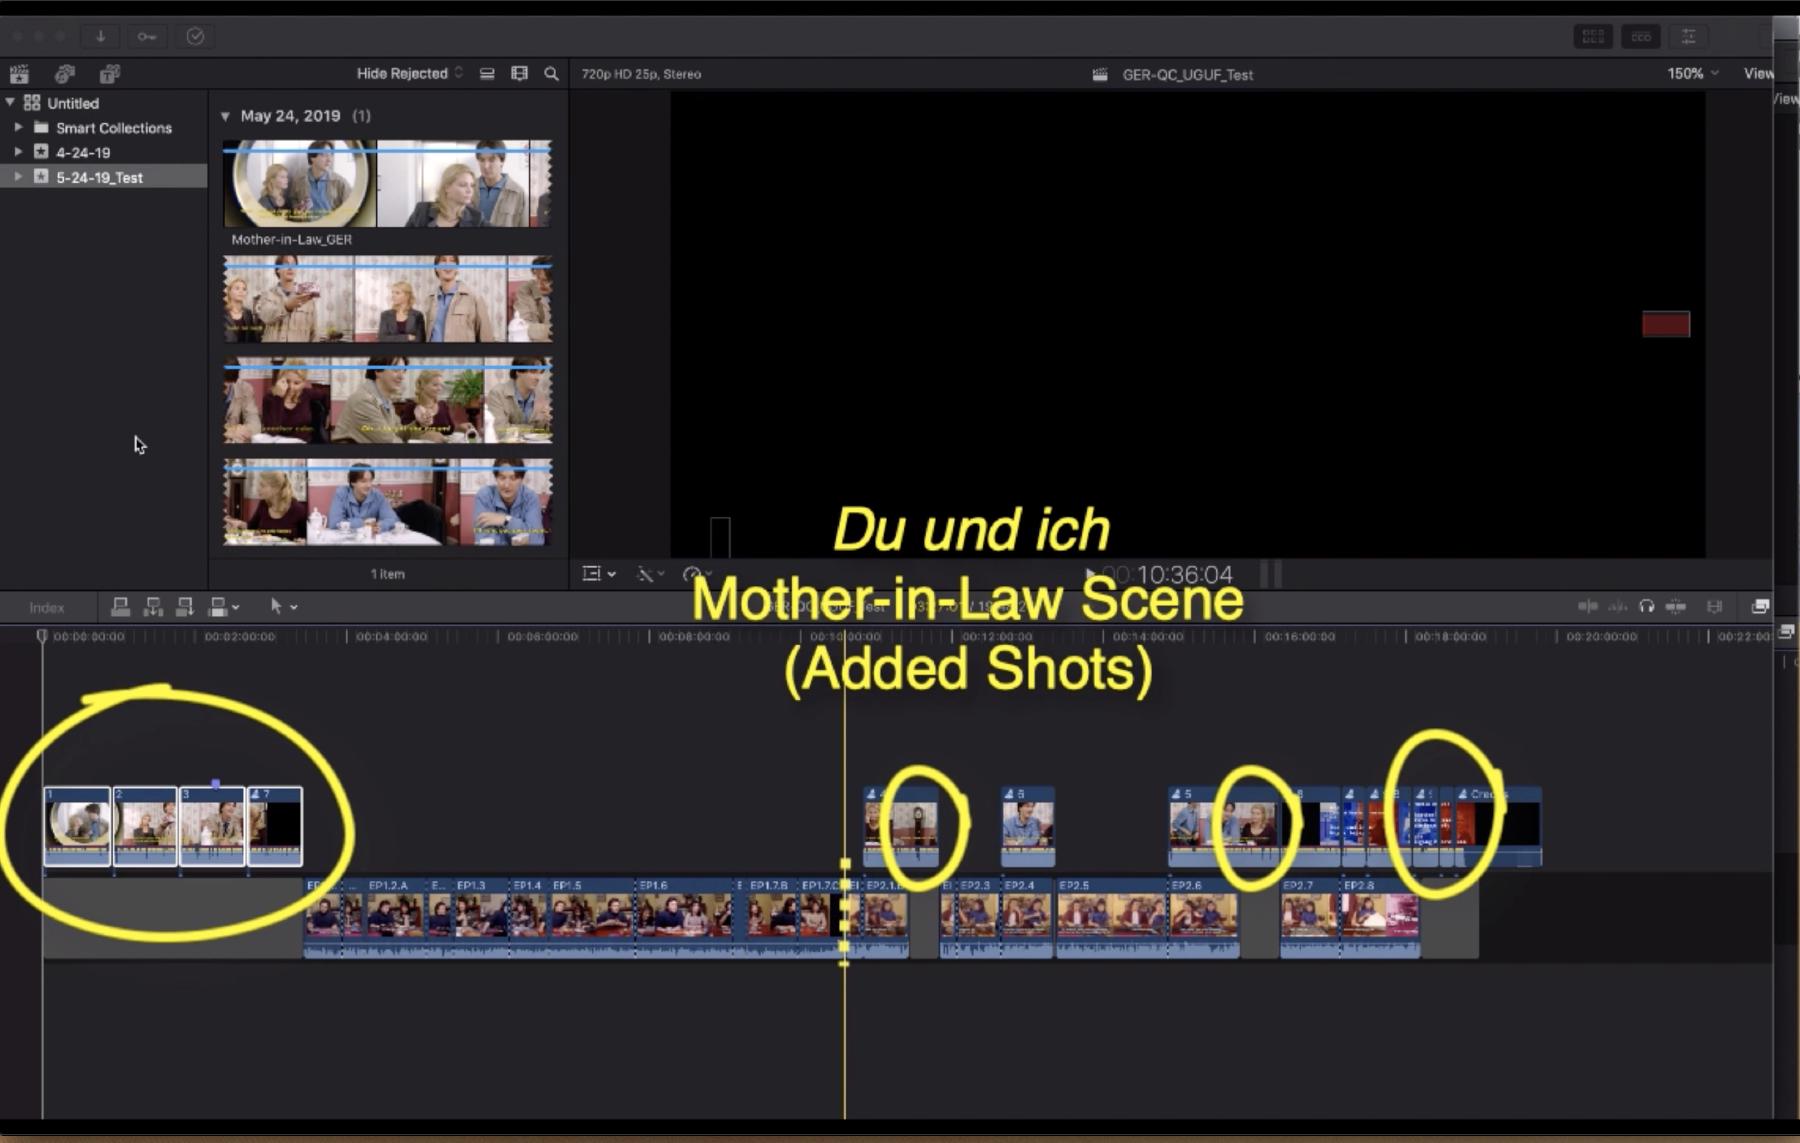 Hide Rejected
720p HD 25p, Stereo
GER-QC_UGUF_Test
150%
View
View
Untitled
Smart Collections
4-24-19
5-24-19_Test
May 24, 2019 (1)
Mother-in-Law_GER
1 item
Du und ich
00:10:36:04
Mother-in-Law Scene
(Added Shots)
Index
00:00:00:00
00:02:00:00
00:04:00:00
00:06:00:00
00:08:00:00
00:10:00:00
00:12:00:00
00:14:00:00
00:16:00:00
00:18:00:00
00:20:00:00
00:22:00
1
2
3
7
4
6
5
Credits
EP1.2.A
E...
EP1.3
EP1.4
EP1.5
EP1.6
E
EP1.7.B
EP1.7.C
EP2.1.B
EP2.3
EP2.4
EP2.5
EP2.6
EP2.7
EP2.8